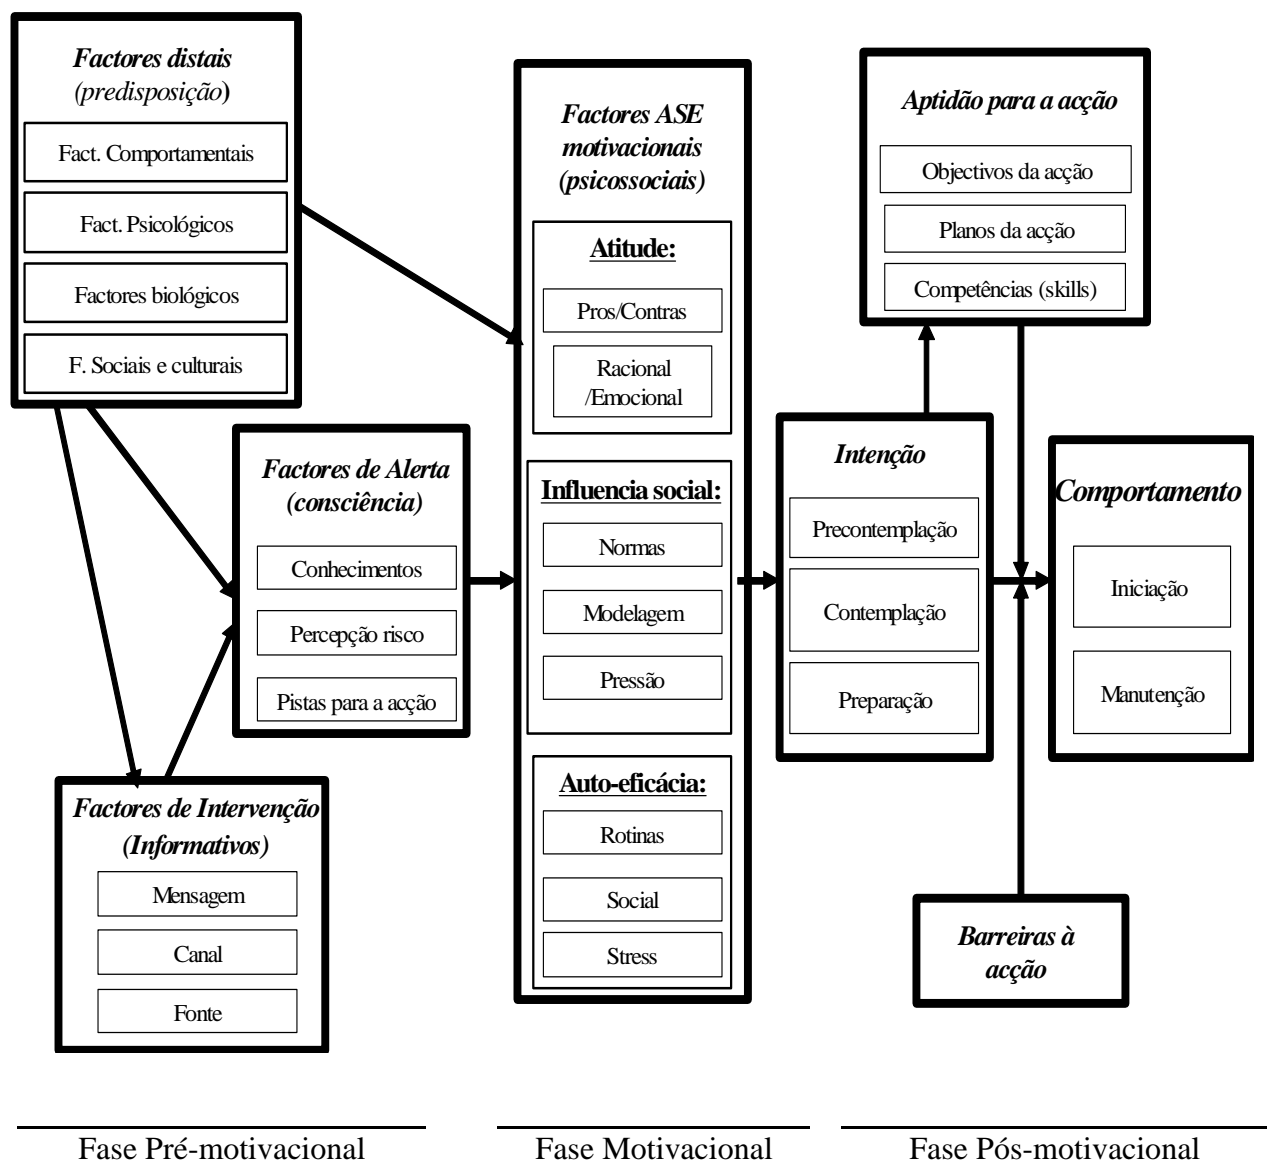 Factores distais
(predisposição)
Fact. Comportamentais
Fact. Psicológicos
Factores biológicos
F. Sociais e culturais
Factores de Alerta
(consciência)
Conhecimentos
Percepção risco
Pistas para a acção
Factores de Intervenção
(Informativos)
Mensagem
Canal
Fonte
Factores ASE
motivacionais
(psicossociais)
Atitude:
Pros/Contras
Racional
/Emocional
Influencia social:
Normas
Modelagem
Pressão
Auto-eficácia:
Rotinas
Social
Stress
Aptidão para a acção
Objectivos da acção
Planos da acção
Competências (skills)
Intenção
Precontemplação
Contemplação
Preparação
Comportamento
Iniciação
Manutenção
Barreiras à
acção
Fase Pré-motivacional
Fase Motivacional
Fase Pós-motivacional